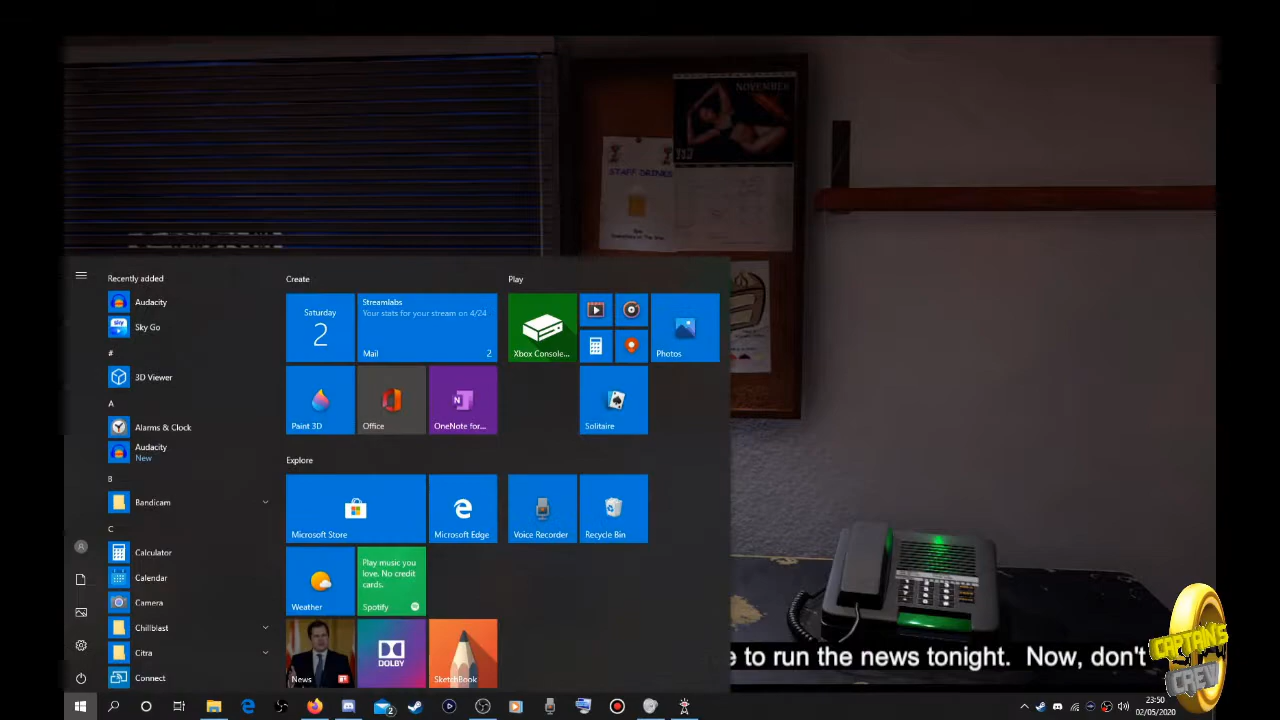 NOVEMBER
STAFF DRINKS
Recently added
Audacity
Sky Go
#
3D Viewer
A
Alarms & Clock
Audacity
New
B
Bandicam
C
Calculator
Calendar
Camera
Chillblast
Citra
Connect
Create
Saturday
2
Streamlabs
Your stats for your stream on 4/24
Mail
2
Paint 3D
Office
OneNote for...
Explore
Microsoft Store
Microsoft Edge
Weather
Play music you
love. No credit
cards.
Spotify
News
DOLBY
SketchBook
Play
Xbox Console...
Photos
Solitaire
Voice Recorder
Recycle Bin
e to run the news tonight. Now, don't
CAPTAIN'S
CREW
2
23:50
02/05/2020